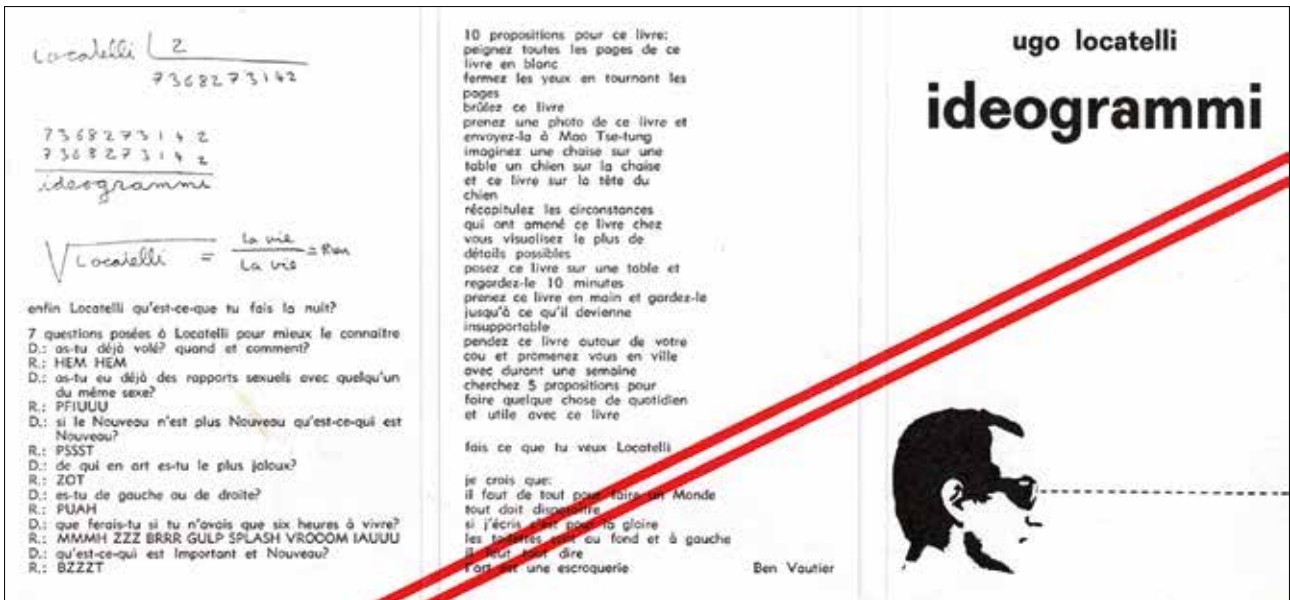 Locatelli 2
7368273142
7368273142
7368273142
ideogrammi
√Locatelli = la vie / La vie = Rien
enfin Locatelli qu'est-ce-que tu fais la nuit?
7 questions posées à Locatelli pour mieux le connaître
D.: as-tu déjà volé? quand et comment?
R.: HEM HEM
D.: as-tu eu déjà des rapports sexuels avec quelqu'un
du même sexe?
R.: PFIUUU
D.: si le Nouveau n'est plus Nouveau qu'est-ce-qui est
Nouveau?
R.: PSSST
D.: de qui en art es-tu le plus jaloux?
R.: ZOT
D.: es-tu de gauche ou de droite?
R.: PUAH
D.: que ferais-tu si tu n'avais que six heures à vivre?
R.: MMMH ZZZ BRRR GULP SPLASH VROOOM IAUUU
D.: qu'est-ce-qui est Important et Nouveau?
R.: BZZZT
10 propositions pour ce livre:
peignez toutes les pages de ce
livre en blanc
fermez les yeux en tournant les
pages
brûlez ce livre
prenez une photo de ce livre et
envoyez-la à Mao Tse-tung
imaginez une chaise sur une
table un chien sur la chaise
et ce livre sur la tête du
chien
récapitulez les circonstances
qui ont amené ce livre chez
vous visualisez le plus de
détails possibles
posez ce livre sur une table et
regardez-le 10 minutes
prenez ce livre en main et gardez-le
jusqu'à ce qu'il devienne
insupportable
pendez ce livre autour de votre
cou et promenez vous en ville
avec durant une semaine
cherchez 5 propositions pour
faire quelque chose de quotidien
et utile avec ce livre
fais ce que tu veux Locatelli
je crois que:
il faut de tout pour faire un Monde
tout doit disparaître
si j'écris c'est pour la gloire
les toilettes sont au fond et à gauche
il faut tout dire
l'art est une escroquerie
Ben Vautier
ugo locatelli
ideogrammi